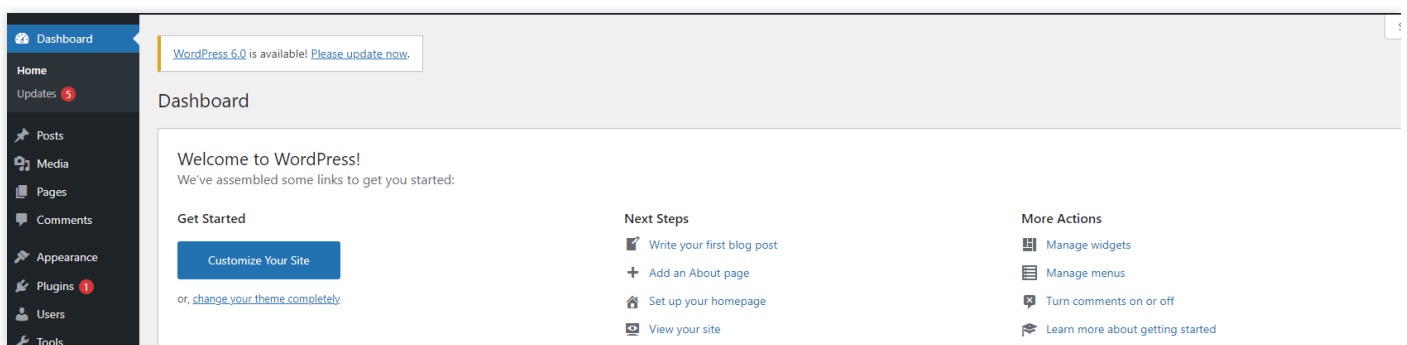 Dashboard
Home
Updates 5
Posts
Media
Pages
Comments
Appearance
Plugins 1
Users
Tools
WordPress 6.0 is available! Please update now.
Dashboard
Welcome to WordPress!
We've assembled some links to get you started:
Get Started
Customize Your Site
or, change your theme completely
Next Steps
Write your first blog post
Add an About page
Set up your homepage
View your site
More Actions
Manage widgets
Manage menus
Turn comments on or off
Learn more about getting started